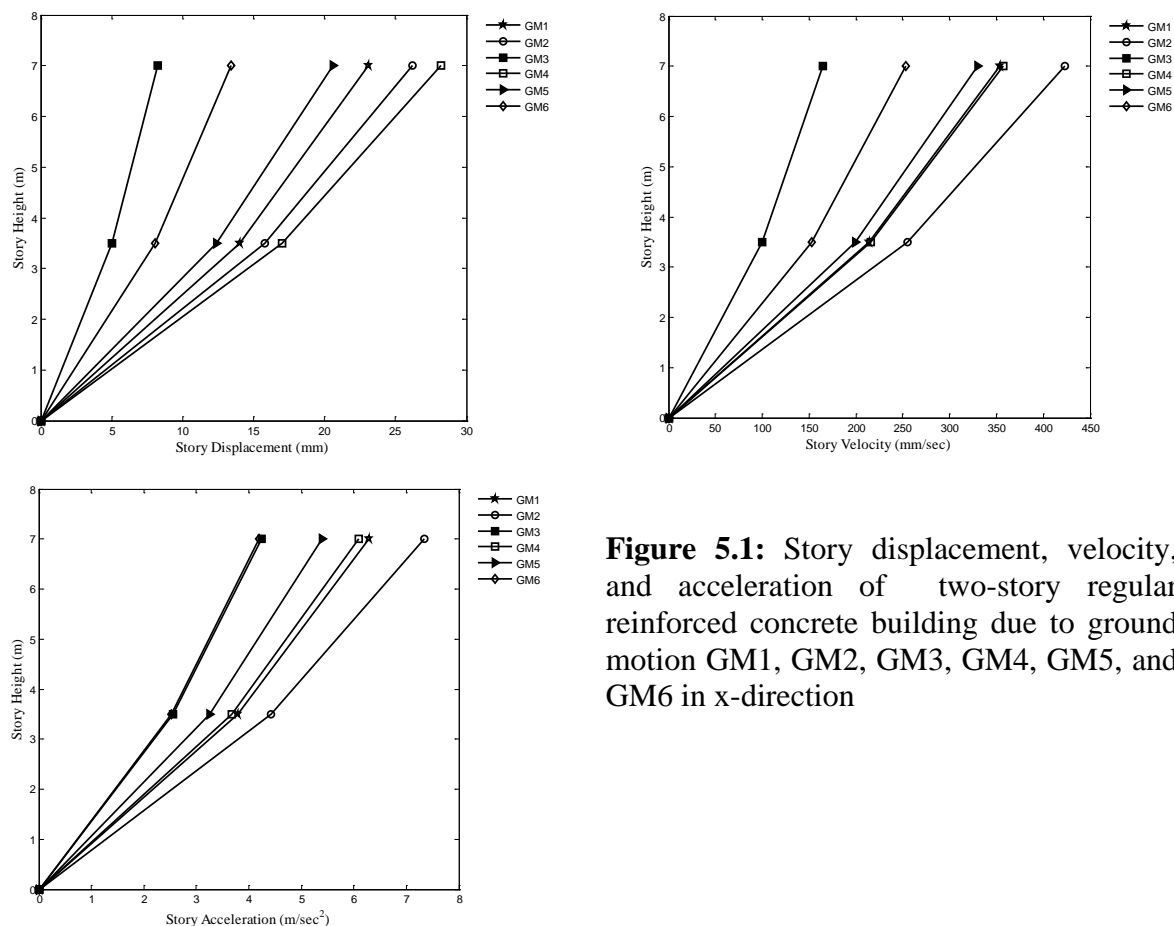 8
7
6
5
4
3
2
1
0
0 5 10 15 20 25 30
Story Height (m)
Story Displacement (mm)
GM1
GM2
GM3
GM4
GM5
GM6
8
7
6
5
4
3
2
1
0
0 50 100 150 200 250 300 350 400 450
Story Height (m)
Story Velocity (mm/sec)
GM1
GM2
GM3
GM4
GM5
GM6
8
7
6
5
4
3
2
1
0
0 1 2 3 4 5 6 7 8
Story Height (m)
Story Acceleration (m/sec²)
GM1
GM2
GM3
GM4
GM5
GM6
Figure 5.1: Story displacement, velocity,
and acceleration of two-story regular
reinforced concrete building due to ground
motion GM1, GM2, GM3, GM4, GM5, and
GM6 in x-direction